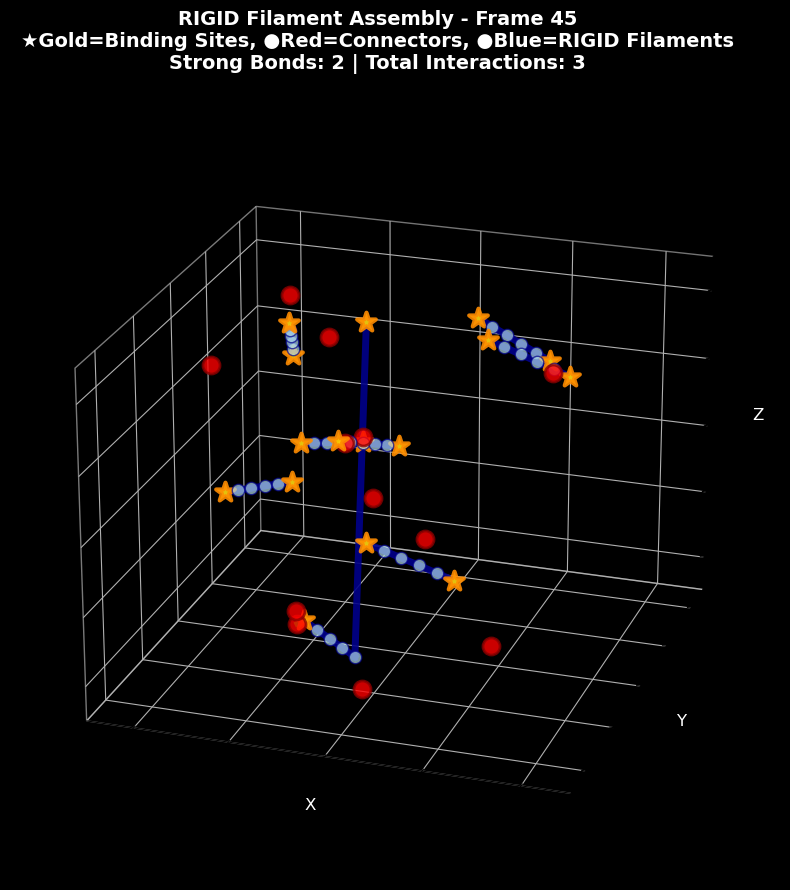 RIGID Filament Assembly - Frame 45
★Gold=Binding Sites, ●Red=Connectors, ●Blue=RIGID Filaments
Strong Bonds: 2 | Total Interactions: 3
Z
Y
X